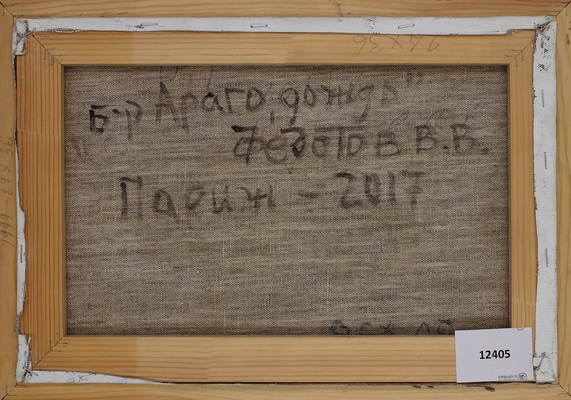 "Б-р Араго, дождь"
Федотов В.В.
Париж - 2017
12405